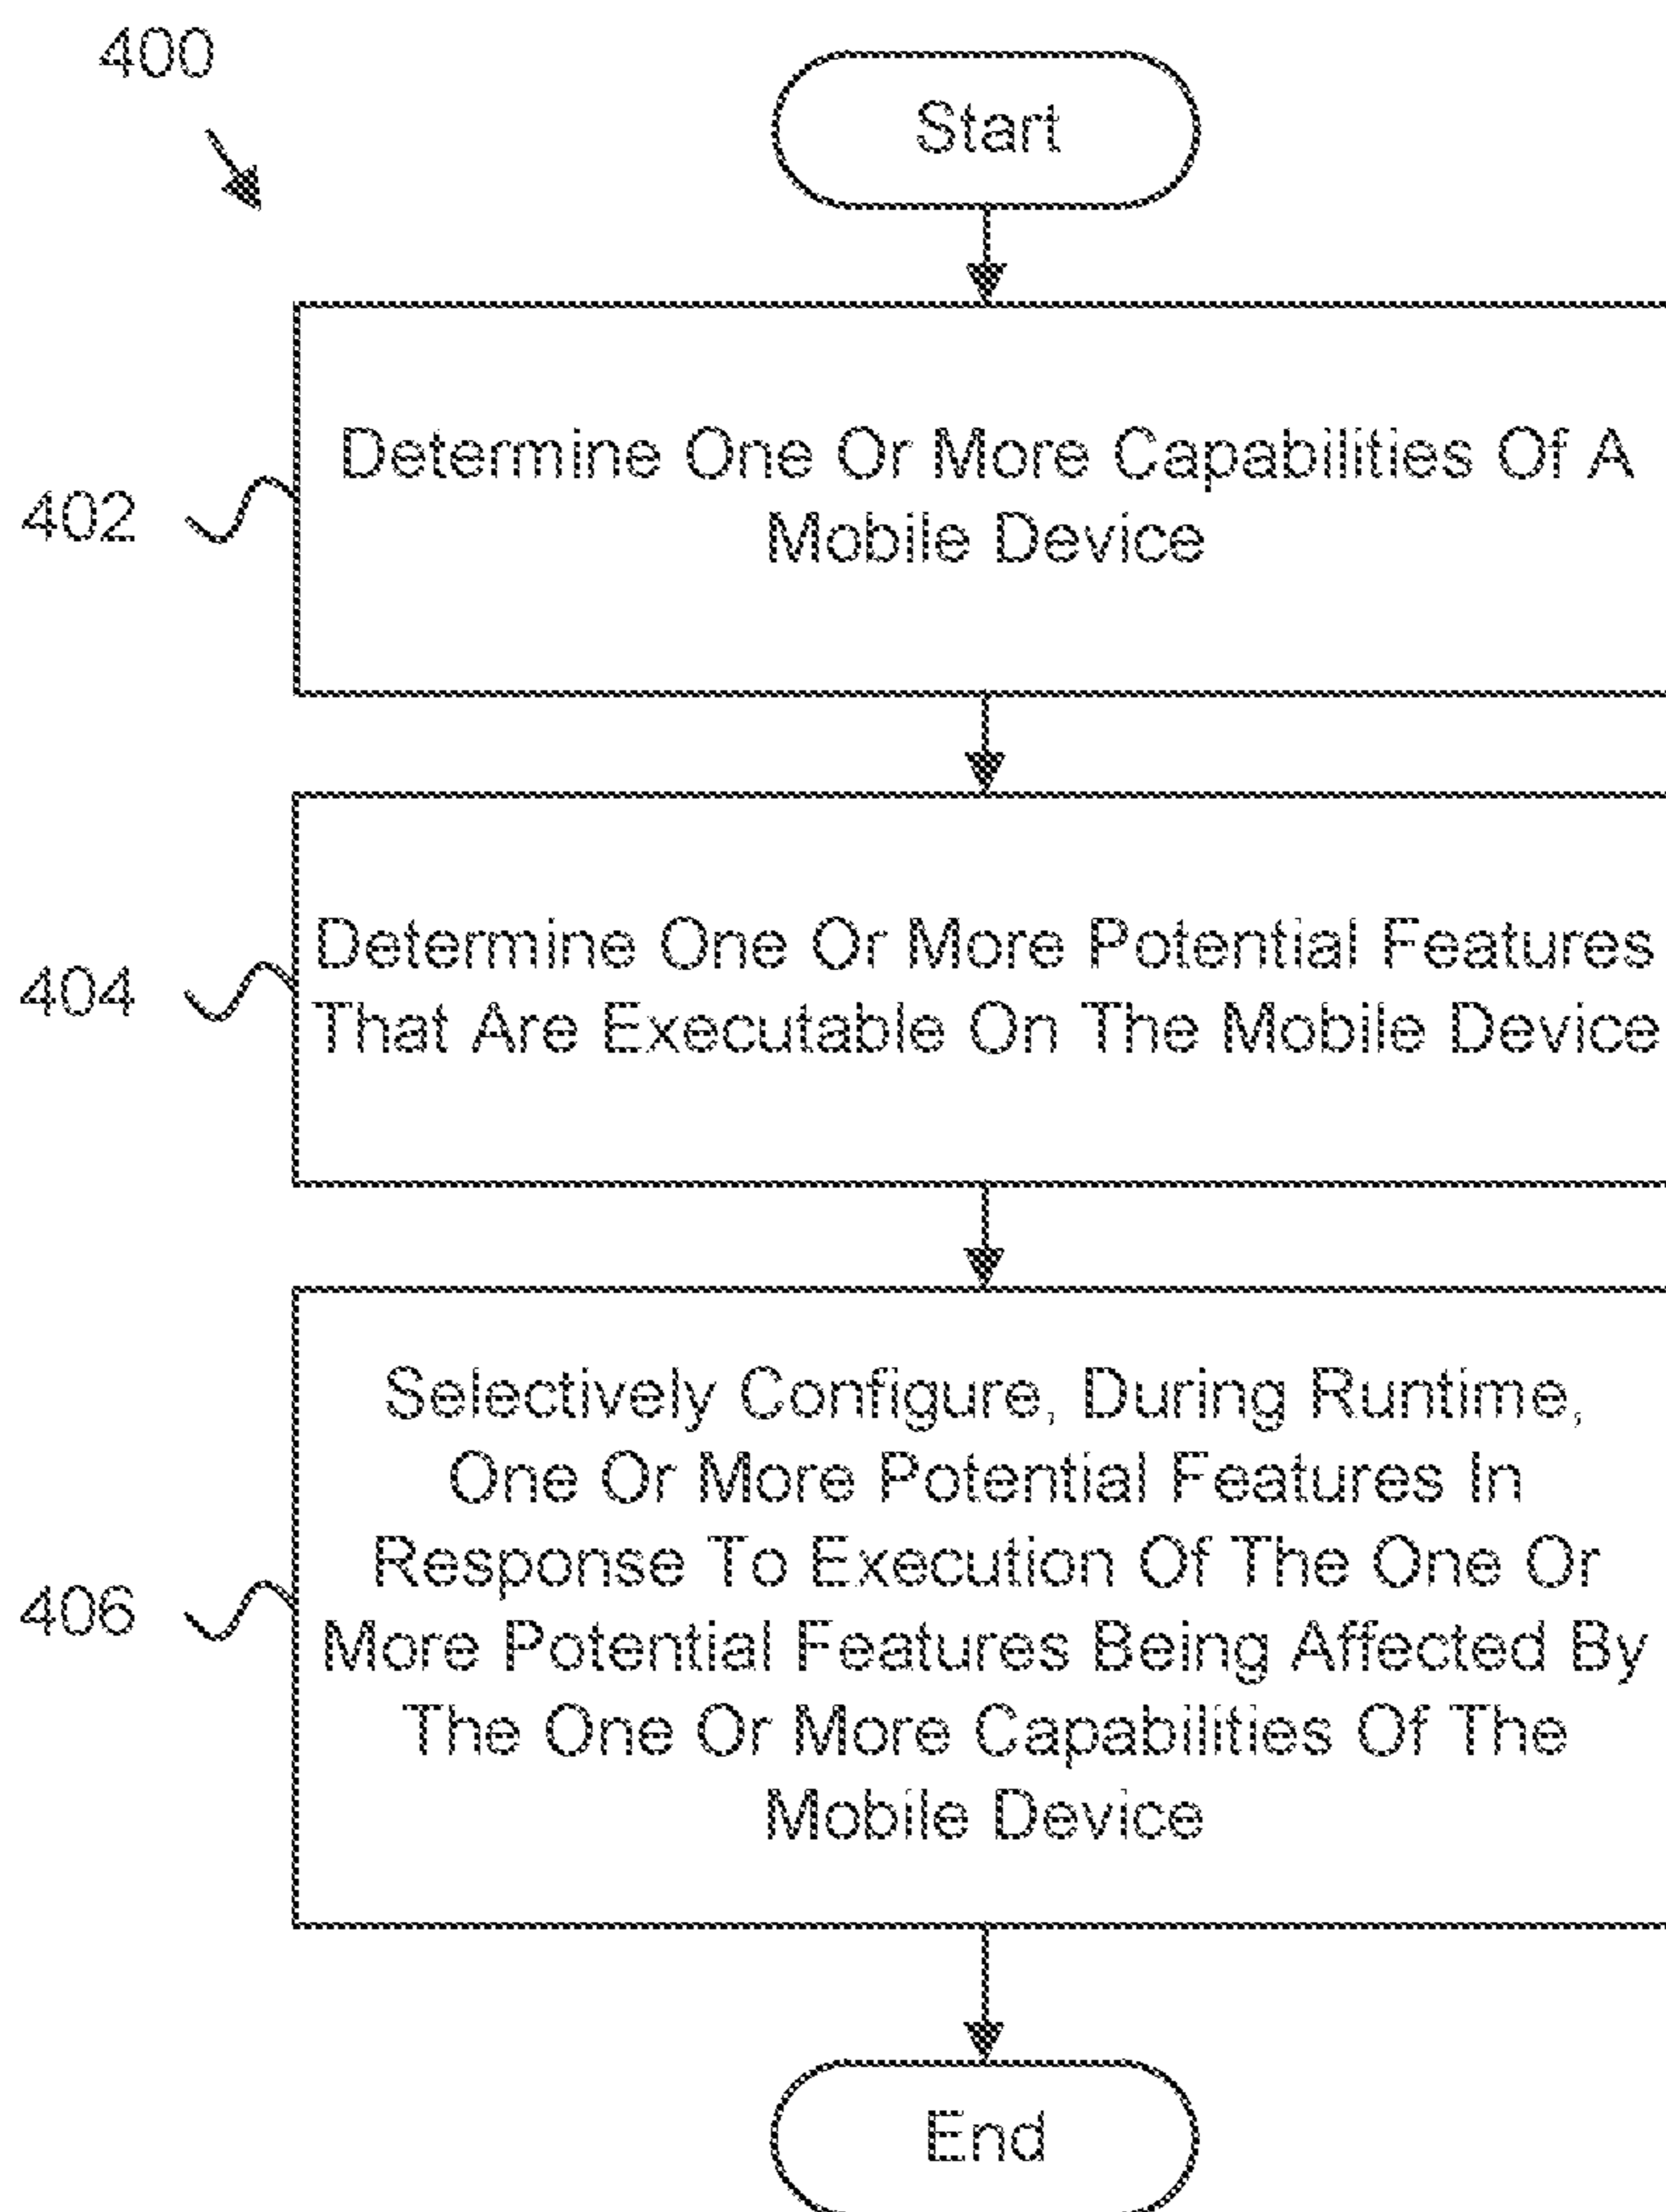 400
Start
Determine One Or More Capabilities Of A
Mobile Device
402
Determine One Or More Potential Features
That Are Executable On The Mobile Device
404
Selectively Configure, During Runtime,
One Or More Potential Features In
Response To Execution Of The One Or
More Potential Features Being Affected By
The One Or More Capabilities Of The
Mobile Device
406
End